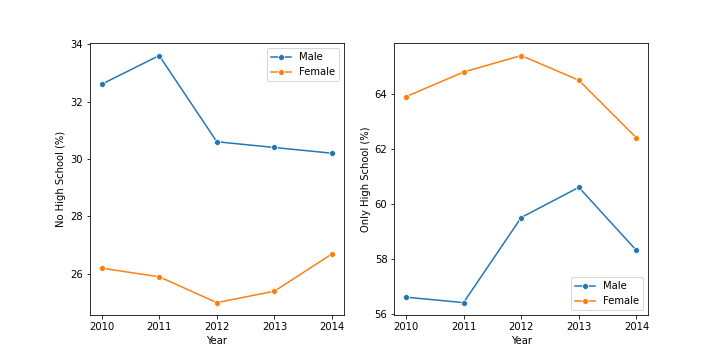 34
32
30
28
26
No High School (%)
2010 2011 2012 2013 2014
Year
Male
Female
64
62
60
58
56
Only High School (%)
2010 2011 2012 2013 2014
Year
Male
Female